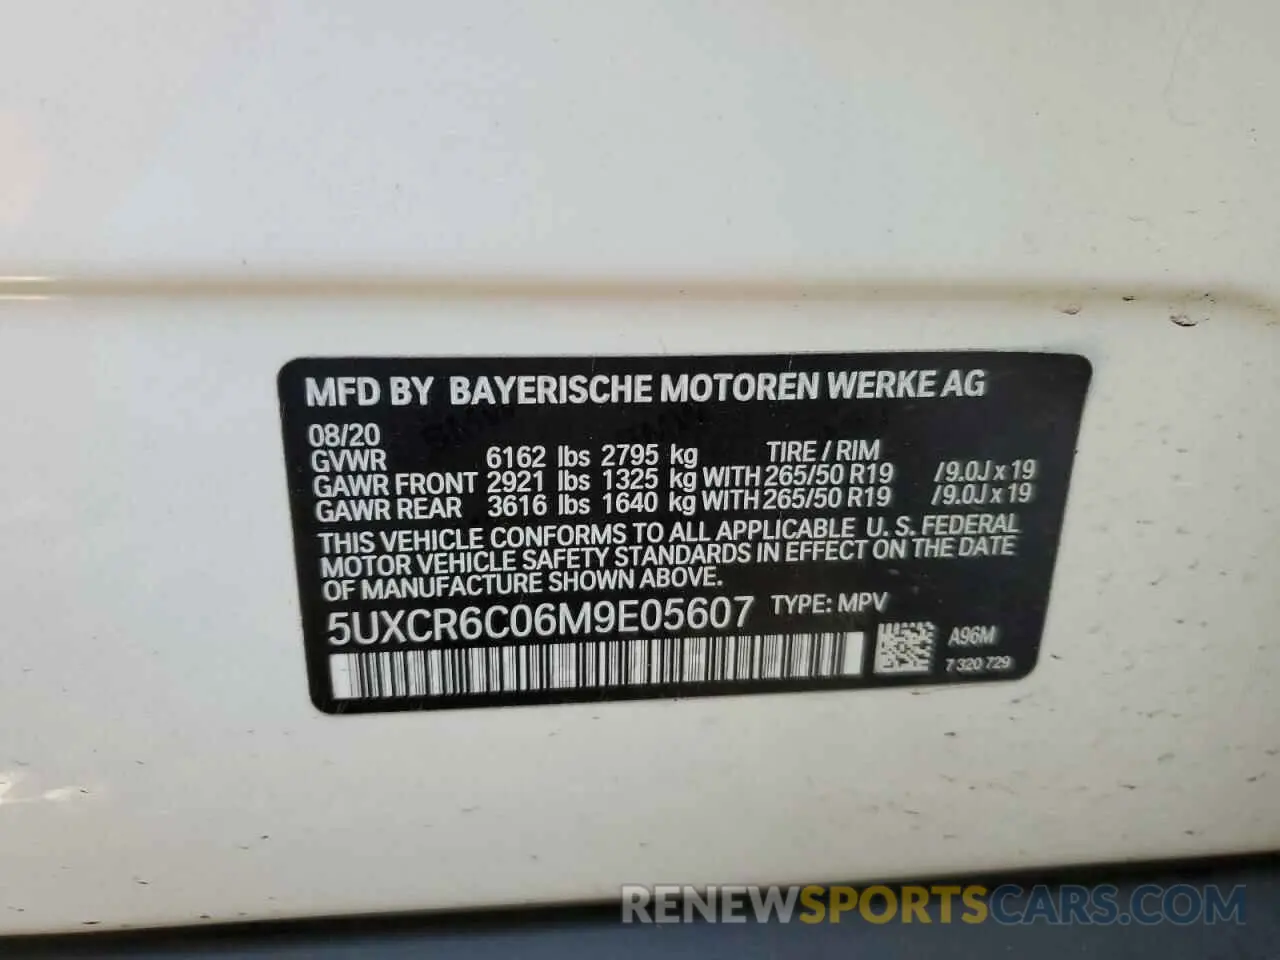 MFD BY BAYERISCHE MOTOREN WERKE AG
08/20
GVWR 6162 lbs 2795 kg TIRE / RIM
GAWR FRONT 2921 lbs 1325 kg WITH 265/50 R19 /9.0J x 19
GAWR REAR 3616 lbs 1640 kg WITH 265/50 R19 /9.0J x 19
THIS VEHICLE CONFORMS TO ALL APPLICABLE U. S. FEDERAL
MOTOR VEHICLE SAFETY STANDARDS IN EFFECT ON THE DATE
OF MANUFACTURE SHOWN ABOVE.
5UXCR6C06M9E05607 TYPE: MPV
A96M
7 320 729
RENEWSPORTSCARS.COM